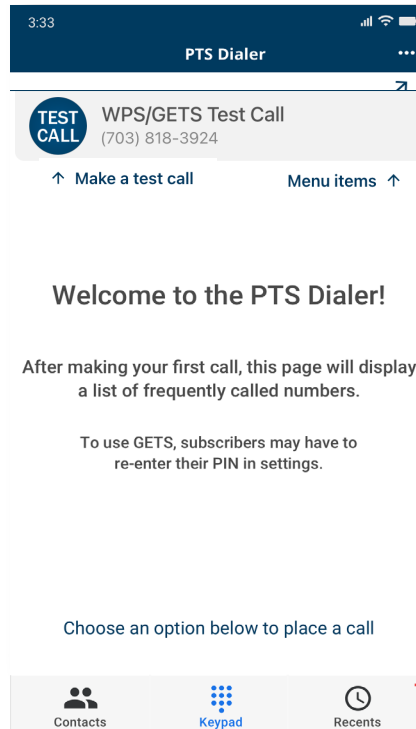 3:33
PTS Dialer
TEST
CALL
WPS/GETS Test Call
(703) 818-3924
↑ Make a test call
Menu items ↑
Welcome to the PTS Dialer!
After making your first call, this page will display
a list of frequently called numbers.
To use GETS, subscribers may have to
re-enter their PIN in settings.
Choose an option below to place a call
Contacts
Keypad
Recents